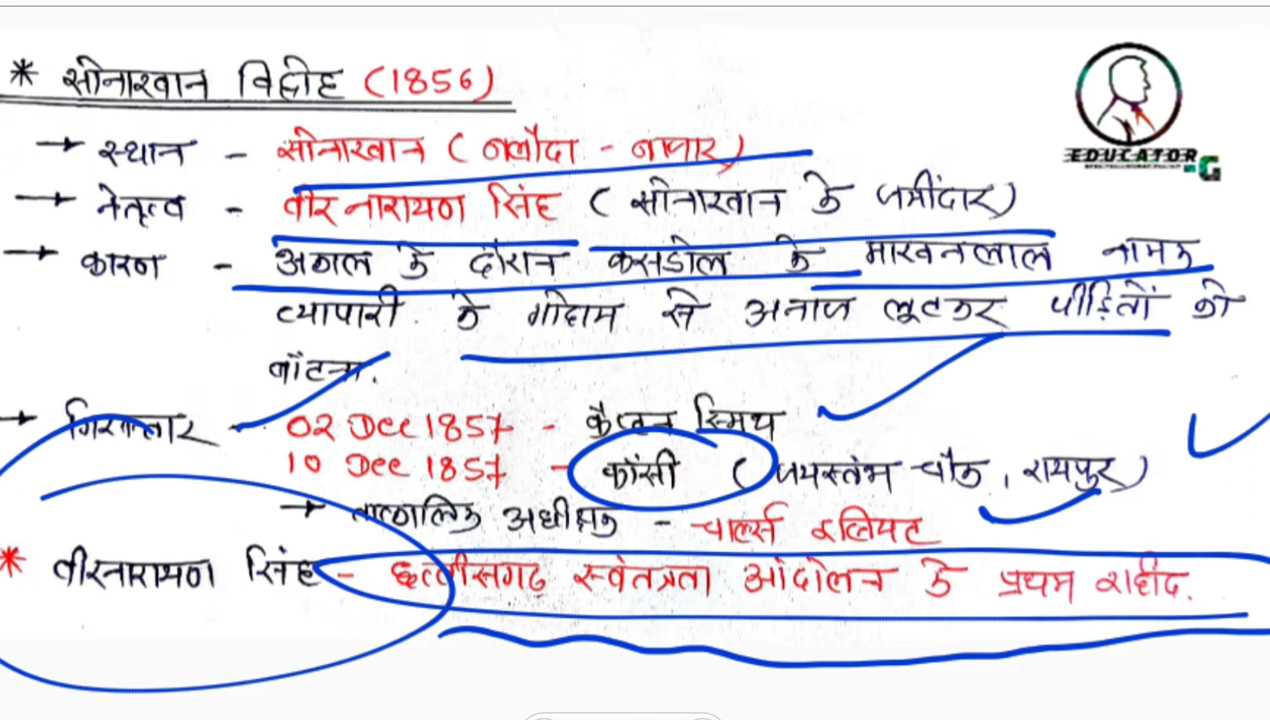 * सोनाखान विद्रोह (1856)
EDUCATOR-G
→ स्थान - सोनाखान (बलौदा - बाजार)
→ नेतृत्व - वीर नारायण सिंह (सोनाखान के जमींदार)
→ कारण - अकाल के दौरान कसडोल के माखनलाल नामक
व्यापारी के गोदाम से अनाज लूटकर पीड़ितों को
बाँटना.
→ गिरफ्तार - 02 Dec 1857 - कैप्टन स्मिथ
10 Dec 1857 - फाँसी (जयस्तंभ चौक, रायपुर)
→ तात्कालिक अधीक्षक - चार्ल्स इलियट
* वीरनारायण सिंह - छत्तीसगढ़ स्वंतत्रता आंदोलन के प्रथम शहीद.